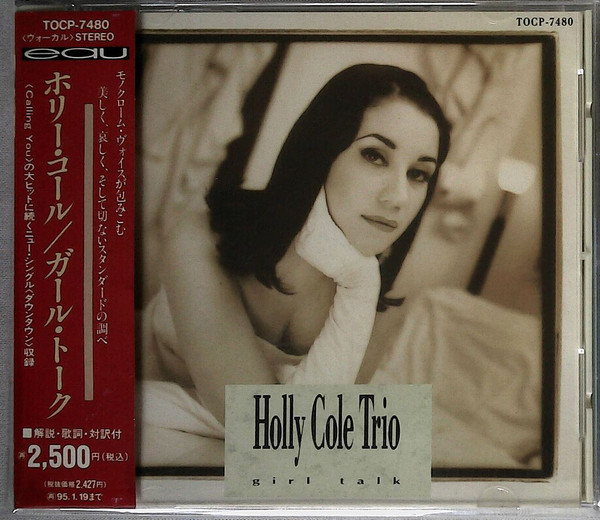 TOCP-7480
〈ヴォーカル〉STEREO
eau
モノクローム・ヴォイスが包みこむ
美しく、哀しく、そして切ないスタンダードの調べ
ホリー・コール/ガール・トーク
〈Calling You〉の大ヒットに続くニュー・シングル〈ダウンタウン〉収録
■解説・歌詞・対訳付
2,500円(税込)
(税抜価格2,427円)
95.1.19まで
TOCP-7480
Holly Cole Trio
girl talk